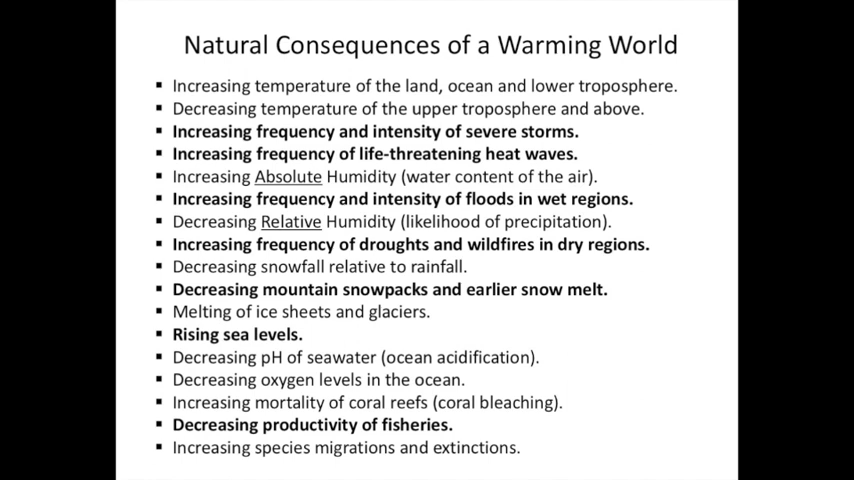 Natural Consequences of a Warming World
▪ Increasing temperature of the land, ocean and lower troposphere.
▪ Decreasing temperature of the upper troposphere and above.
▪ Increasing frequency and intensity of severe storms.
▪ Increasing frequency of life-threatening heat waves.
▪ Increasing Absolute Humidity (water content of the air).
▪ Increasing frequency and intensity of floods in wet regions.
▪ Decreasing Relative Humidity (likelihood of precipitation).
▪ Increasing frequency of droughts and wildfires in dry regions.
▪ Decreasing snowfall relative to rainfall.
▪ Decreasing mountain snowpacks and earlier snow melt.
▪ Melting of ice sheets and glaciers.
▪ Rising sea levels.
▪ Decreasing pH of seawater (ocean acidification).
▪ Decreasing oxygen levels in the ocean.
▪ Increasing mortality of coral reefs (coral bleaching).
▪ Decreasing productivity of fisheries.
▪ Increasing species migrations and extinctions.